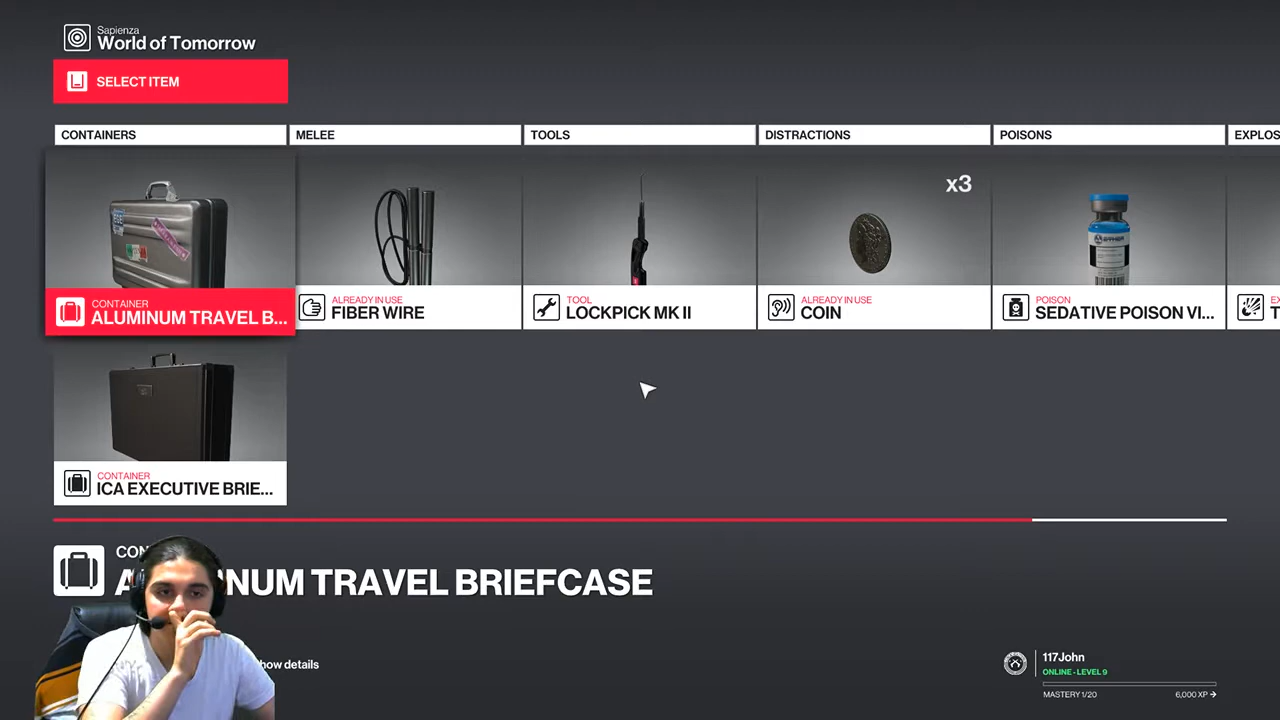 Sapienza
World of Tomorrow
SELECT ITEM
CONTAINERS
MELEE
TOOLS
DISTRACTIONS
POISONS
EXPLOS
x3
CONTAINER
ALUMINUM TRAVEL B...
ALREADY IN USE
FIBER WIRE
TOOL
LOCKPICK MK II
ALREADY IN USE
COIN
POISON
SEDATIVE POISON VI...
EX
T
CONTAINER
ICA EXECUTIVE BRIE...
CON
A NUM TRAVEL BRIEFCASE
how details
117John
ONLINE - LEVEL 9
MASTERY 1/20
6,000 XP